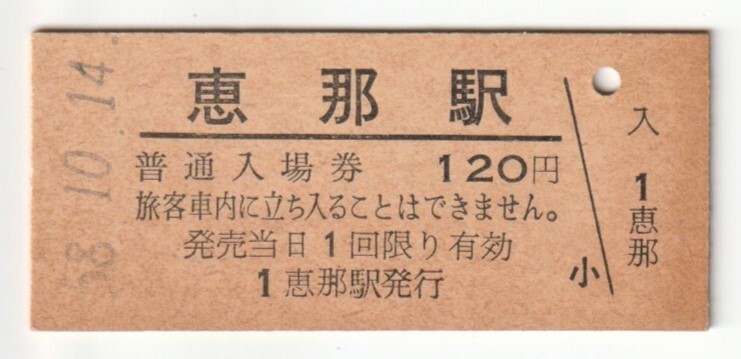 58.10.14.
恵那駅
普通入場券 120円
旅客車内に立ち入ることはできません。
発売当日1回限り有効
1 恵那駅発行
小
入
1
恵那